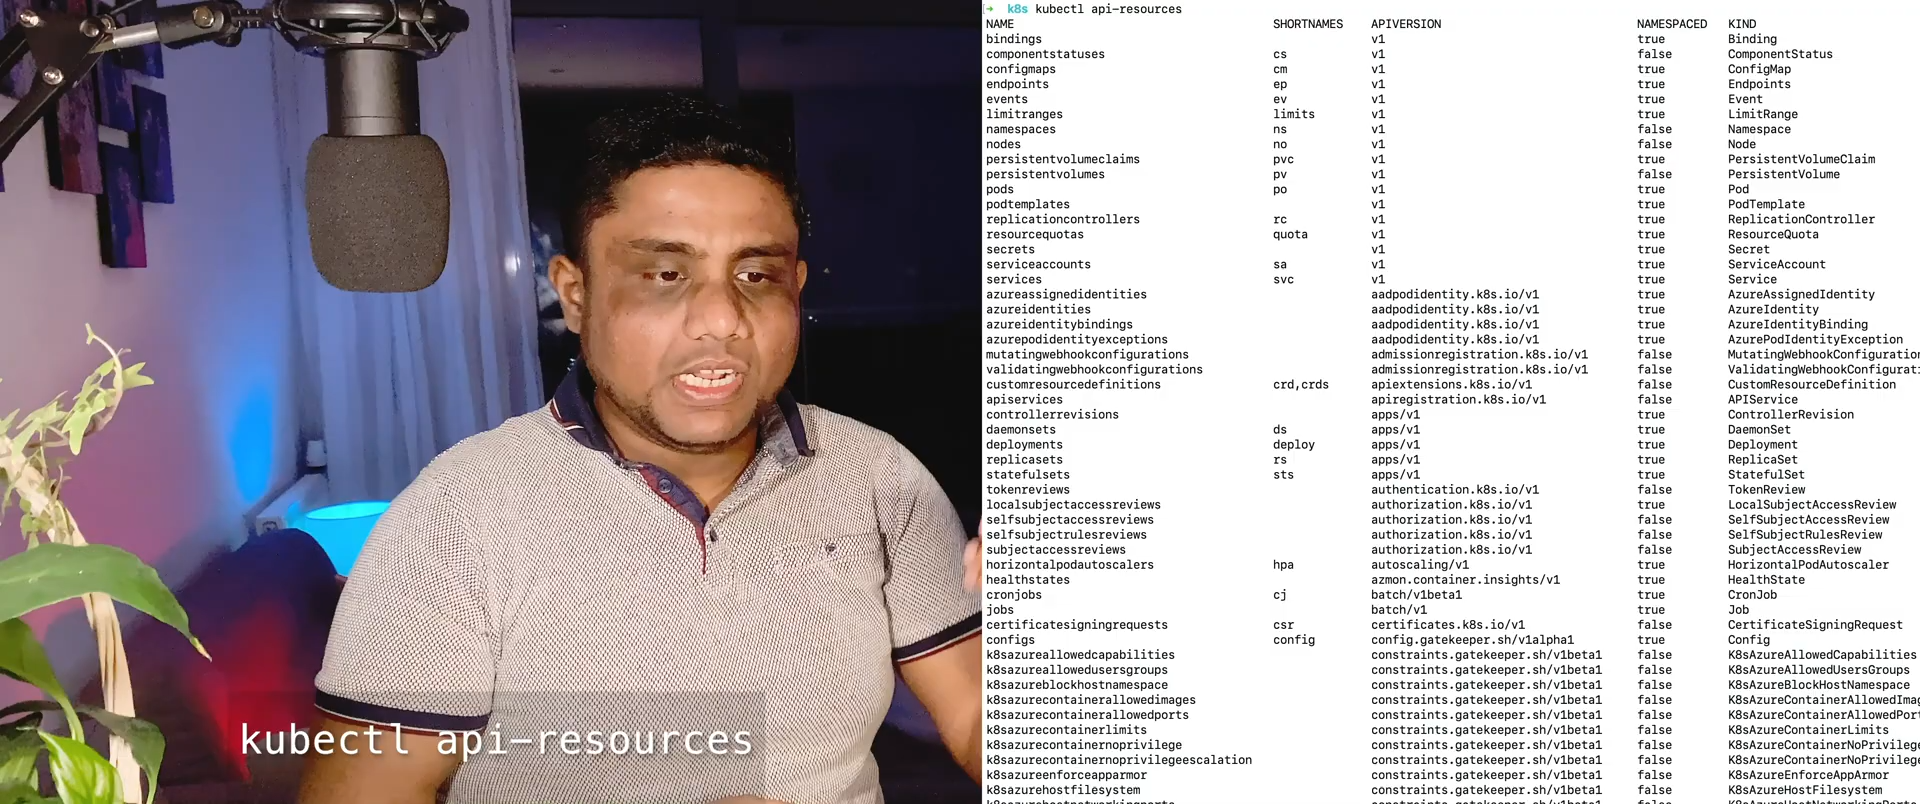 → k8s kubectl api-resources
NAME SHORTNAMES APIVERSION NAMESPACED KIND
bindings v1 true Binding
componentstatuses cs v1 false ComponentStatus
configmaps cm v1 true ConfigMap
endpoints ep v1 true Endpoints
events ev v1 true Event
limitranges limits v1 true LimitRange
namespaces ns v1 false Namespace
nodes no v1 false Node
persistentvolumeclaims pvc v1 true PersistentVolumeClaim
persistentvolumes pv v1 false PersistentVolume
pods po v1 true Pod
podtemplates v1 true PodTemplate
replicationcontrollers rc v1 true ReplicationController
resourcequotas quota v1 true ResourceQuota
secrets v1 true Secret
serviceaccounts sa v1 true ServiceAccount
services svc v1 true Service
azureassignedidentities aadpodidentity.k8s.io/v1 true AzureAssignedIdentity
azureidentities aadpodidentity.k8s.io/v1 true AzureIdentity
azureidentitybindings aadpodidentity.k8s.io/v1 true AzureIdentityBinding
azurepodidentityexceptions aadpodidentity.k8s.io/v1 true AzurePodIdentityException
mutatingwebhookconfigurations admissionregistration.k8s.io/v1 false MutatingWebhookConfiguration
validatingwebhookconfigurations admissionregistration.k8s.io/v1 false ValidatingWebhookConfigurati
customresourcedefinitions crd,crds apiextensions.k8s.io/v1 false CustomResourceDefinition
apiservices apiregistration.k8s.io/v1 false APIService
controllerrevisions apps/v1 true ControllerRevision
daemonsets ds apps/v1 true DaemonSet
deployments deploy apps/v1 true Deployment
replicasets rs apps/v1 true ReplicaSet
statefulsets sts apps/v1 true StatefulSet
tokenreviews authentication.k8s.io/v1 false TokenReview
localsubjectaccessreviews authorization.k8s.io/v1 true LocalSubjectAccessReview
selfsubjectaccessreviews authorization.k8s.io/v1 false SelfSubjectAccessReview
selfsubjectrulesreviews authorization.k8s.io/v1 false SelfSubjectRulesReview
subjectaccessreviews authorization.k8s.io/v1 false SubjectAccessReview
horizontalpodautoscalers hpa autoscaling/v1 true HorizontalPodAutoscaler
healthstates azmon.container.insights/v1 true HealthState
cronjobs cj batch/v1beta1 true CronJob
jobs batch/v1 true Job
certificatesigningrequests csr certificates.k8s.io/v1 false CertificateSigningRequest
configs config config.gatekeeper.sh/v1alpha1 true Config
k8sazureallowedcapabilities constraints.gatekeeper.sh/v1beta1 false K8sAzureAllowedCapabilities
k8sazureallowedusersgroups constraints.gatekeeper.sh/v1beta1 false K8sAzureAllowedUsersGroups
k8sazureblockhostnamespace constraints.gatekeeper.sh/v1beta1 false K8sAzureBlockHostNamespace
k8sazurecontainerallowedimages constraints.gatekeeper.sh/v1beta1 false K8sAzureContainerAllowedImag
k8sazurecontainerallowedports constraints.gatekeeper.sh/v1beta1 false K8sAzureContainerAllowedPort
k8sazurecontainerlimits constraints.gatekeeper.sh/v1beta1 false K8sAzureContainerLimits
k8sazurecontainernoprivilege constraints.gatekeeper.sh/v1beta1 false K8sAzureContainerNoPrivilege
k8sazurecontainernoprivilegeescalation constraints.gatekeeper.sh/v1beta1 false K8sAzureContainerNoPrivilege
k8sazureenforceapparmor constraints.gatekeeper.sh/v1beta1 false K8sAzureEnforceAppArmor
k8sazurehostfilesystem constraints.gatekeeper.sh/v1beta1 false K8sAzureHostFilesystem
kubectl api-resources